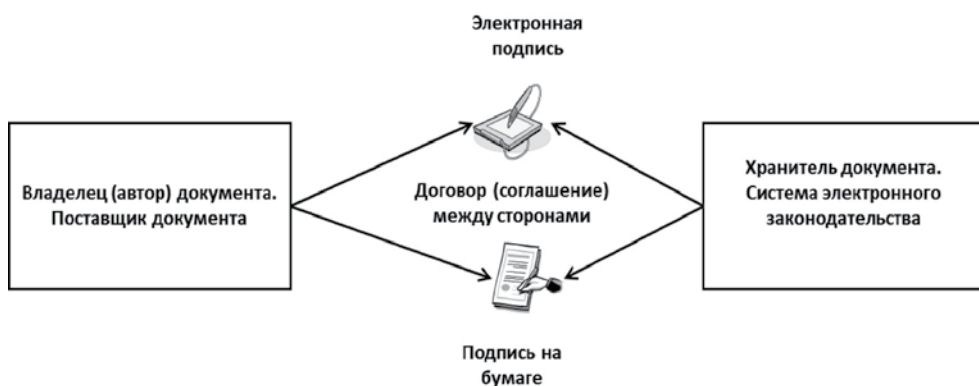 Электронная
подпись
Владелец (автор) документа.
Поставщик документа
Договор (соглашение)
между сторонами
Хранитель документа.
Система электронного
законодательства
Подпись на
бумаге